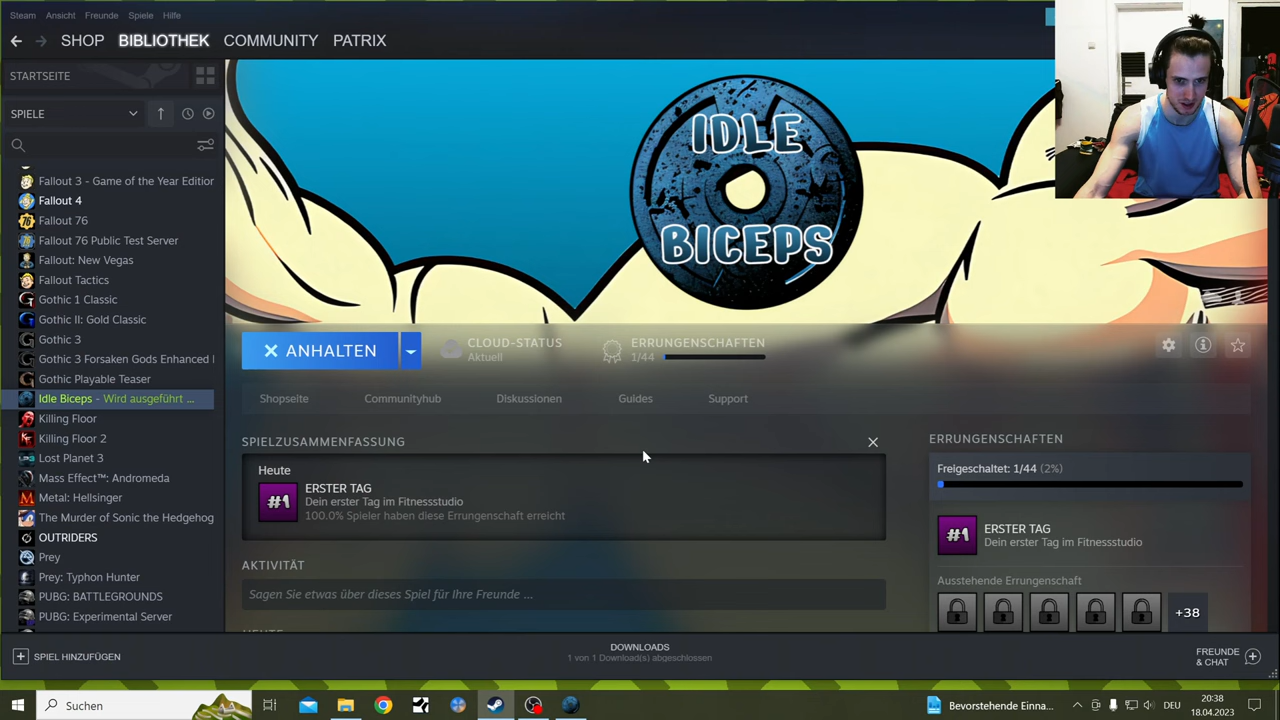 Steam Ansicht Freunde Spiele Hilfe
SHOP BIBLIOTHEK COMMUNITY PATRIX
STARTSEITE
SPIELE
Fallout 3 - Game of the Year Edition
Fallout 4
Fallout 76
Fallout 76 Public Test Server
Fallout: New Vegas
Fallout Tactics
Gothic 1 Classic
Gothic II: Gold Classic
Gothic 3
Gothic 3 Forsaken Gods Enhanced
Gothic Playable Teaser
Idle Biceps - Wird ausgeführt ...
Killing Floor
Killing Floor 2
Lost Planet 3
Mass Effect™: Andromeda
Metal: Hellsinger
The Murder of Sonic the Hedgehog
OUTRIDERS
Prey
Prey: Typhon Hunter
PUBG: BATTLEGROUNDS
PUBG: Experimental Server
IDLE
BICEPS
ANHALTEN
CLOUD-STATUS
Aktuell
ERRUNGENSCHAFTEN
1/44
Shopseite Communityhub Diskussionen Guides Support
SPIELZUSAMMENFASSUNG
Heute
#1
ERSTER TAG
Dein erster Tag im Fitnessstudio
100.0% Spieler haben diese Errungenschaft erreicht
AKTIVITÄT
Sagen Sie etwas über dieses Spiel für Ihre Freunde ...
ERRUNGENSCHAFTEN
Freigeschaltet: 1/44 (2%)
#1
ERSTER TAG
Dein erster Tag im Fitnessstudio
Ausstehende Errungenschaft
+38
SPIEL HINZUFÜGEN
DOWNLOADS
1 von 1 Download(s) abgeschlossen
FREUNDE
& CHAT
Suchen
Bevorstehende Einna...
DEU
20:38
18.04.2023